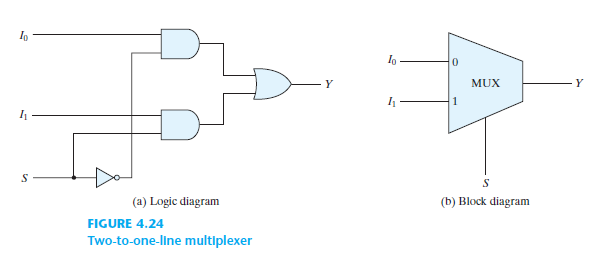 I₀
I₁
S
Y
(a) Logic diagram
I₀
I₁
0
1
MUX
Y
S
(b) Block diagram
FIGURE 4.24
Two-to-one-line multiplexer